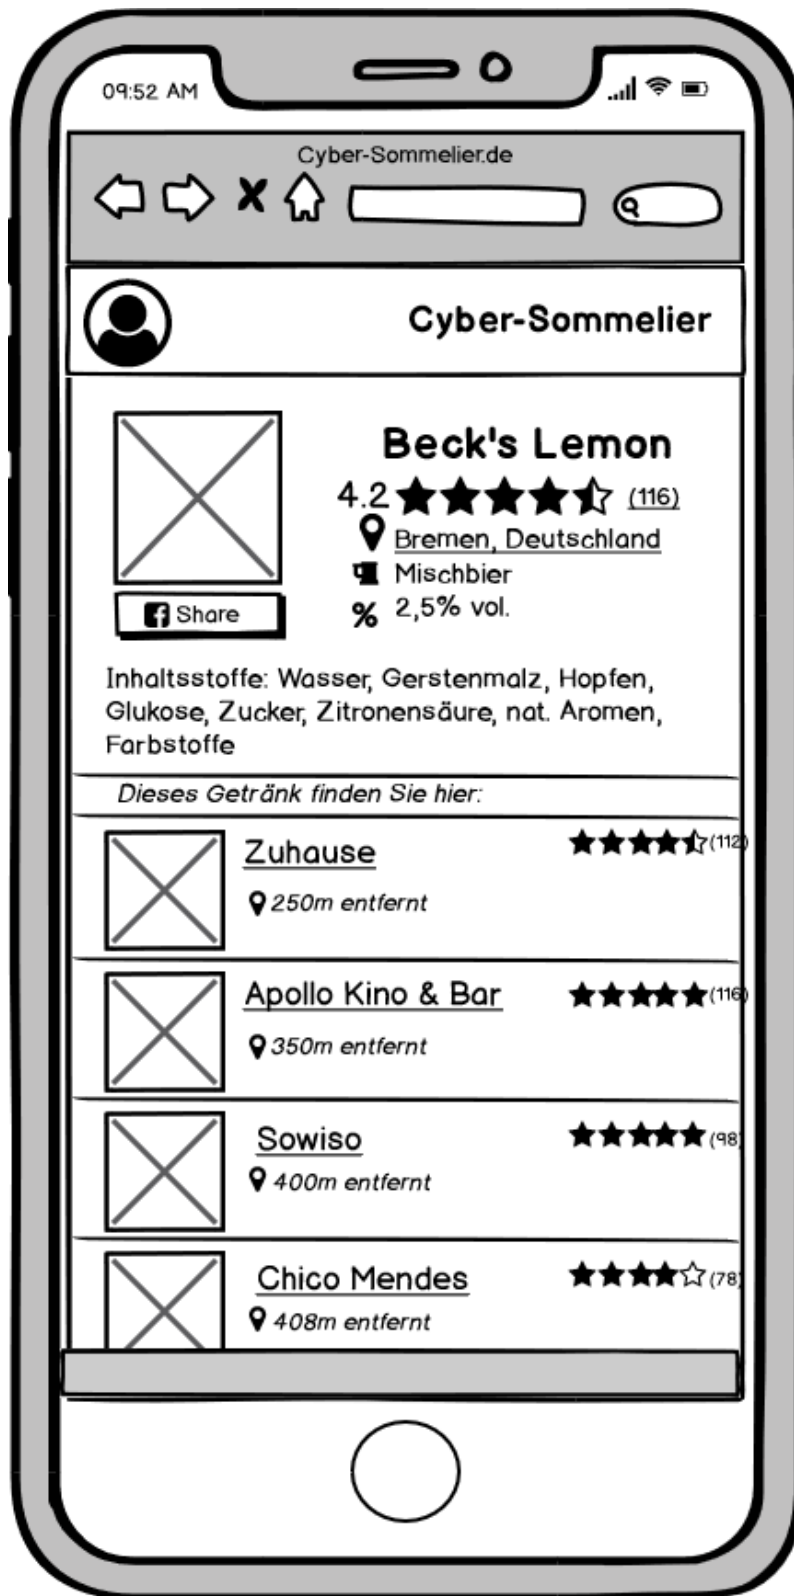 09:52 AM
Cyber-Sommelier.de
Cyber-Sommelier
Beck's Lemon
4.2 (116)
Bremen, Deutschland
Mischbier
% 2,5% vol.
f Share
Inhaltsstoffe: Wasser, Gerstenmalz, Hopfen,
Glukose, Zucker, Zitronensäure, nat. Aromen,
Farbstoffe
Dieses Getränk finden Sie hier:
Zuhause (112)
250m entfernt
Apollo Kino & Bar (116)
350m entfernt
Sowiso (98)
400m entfernt
Chico Mendes (78)
408m entfernt